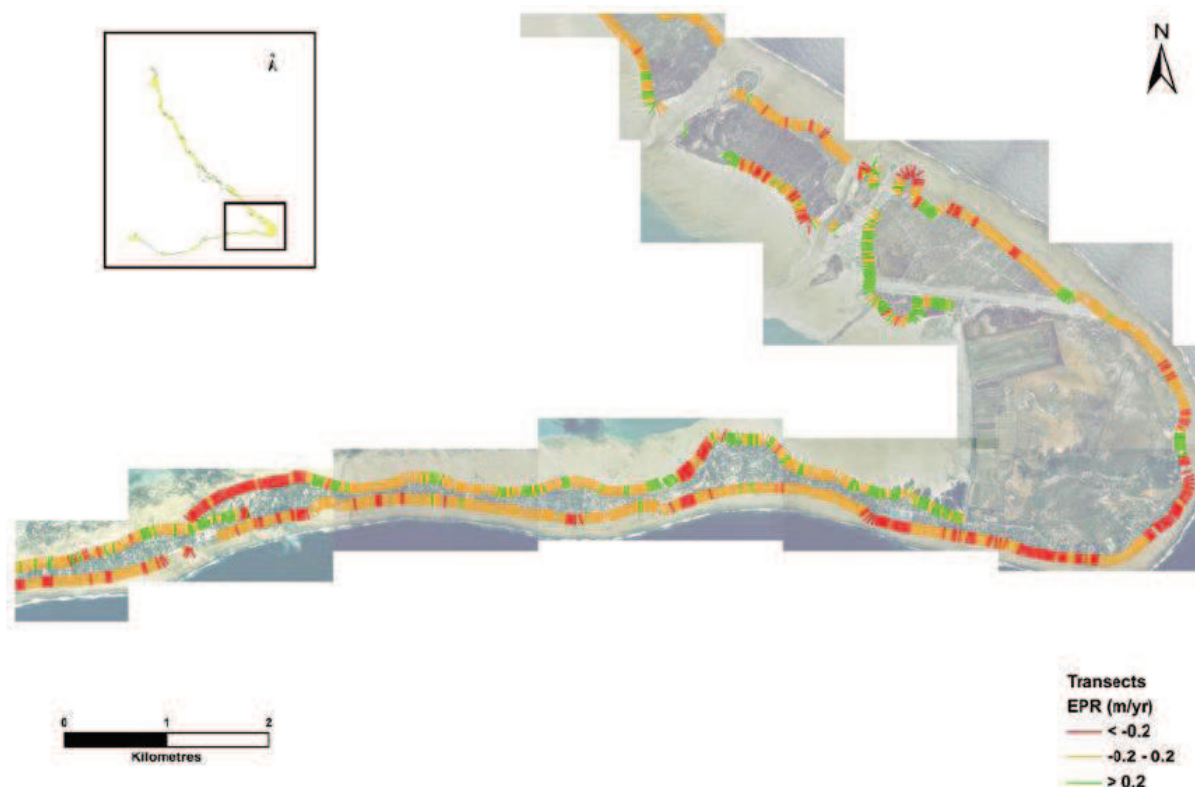 N
0 1 2
Kilometres
Transects
EPR (m/yr)
< -0.2
-0.2 - 0.2
> 0.2